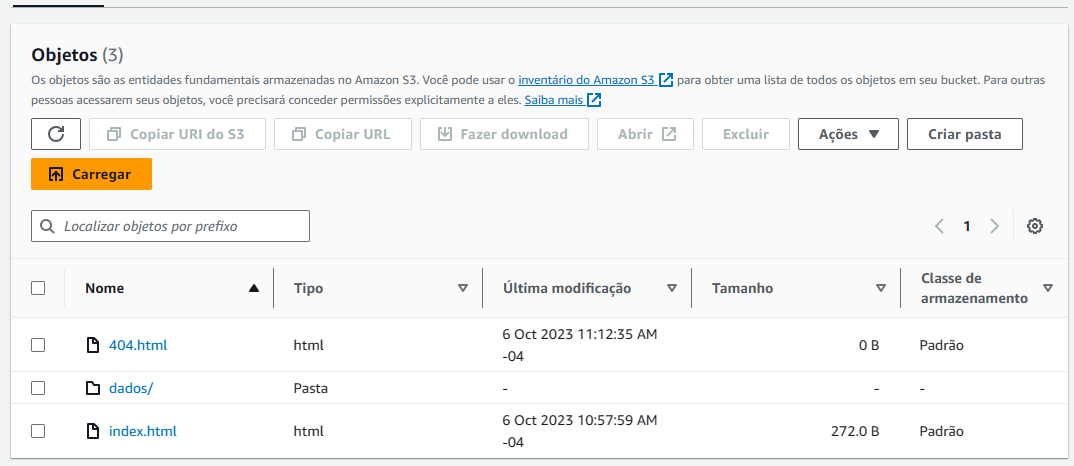 Objetos (3)
Os objetos são as entidades fundamentais armazenadas no Amazon S3. Você pode usar o inventário do Amazon S3 para obter uma lista de todos os objetos em seu bucket. Para outras
pessoas acessarem seus objetos, você precisará conceder permissões explicitamente a eles. Saiba mais
Copiar URI do S3 Copiar URL Fazer download Abrir Excluir Ações Criar pasta
Carregar
Localizar objetos por prefixo 1
Nome Tipo Última modificação Tamanho Classe de
armazenamento
404.html html 6 Oct 2023 11:12:35 AM 0 B Padrão
-04
dados/ Pasta - - -
index.html html 6 Oct 2023 10:57:59 AM 272.0 B Padrão
-04